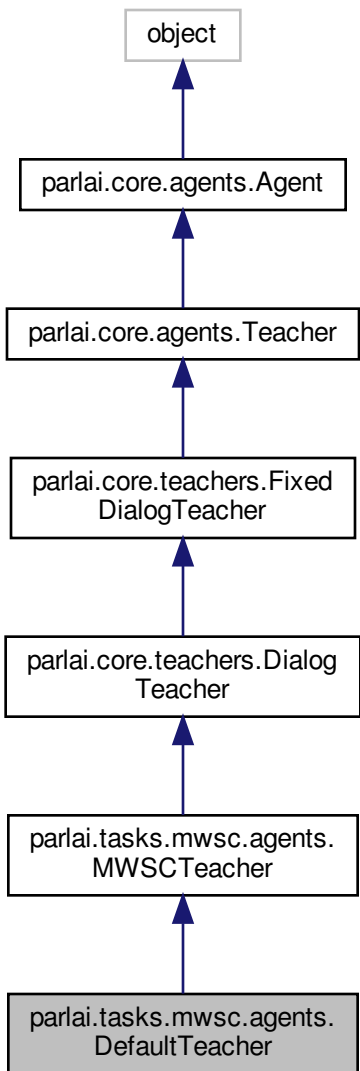 object
parlai.core.agents.Agent
parlai.core.agents.Teacher
parlai.core.teachers.Fixed
DialogTeacher
parlai.core.teachers.Dialog
Teacher
parlai.tasks.mwsc.agents.
MWSCTeacher
parlai.tasks.mwsc.agents.
DefaultTeacher